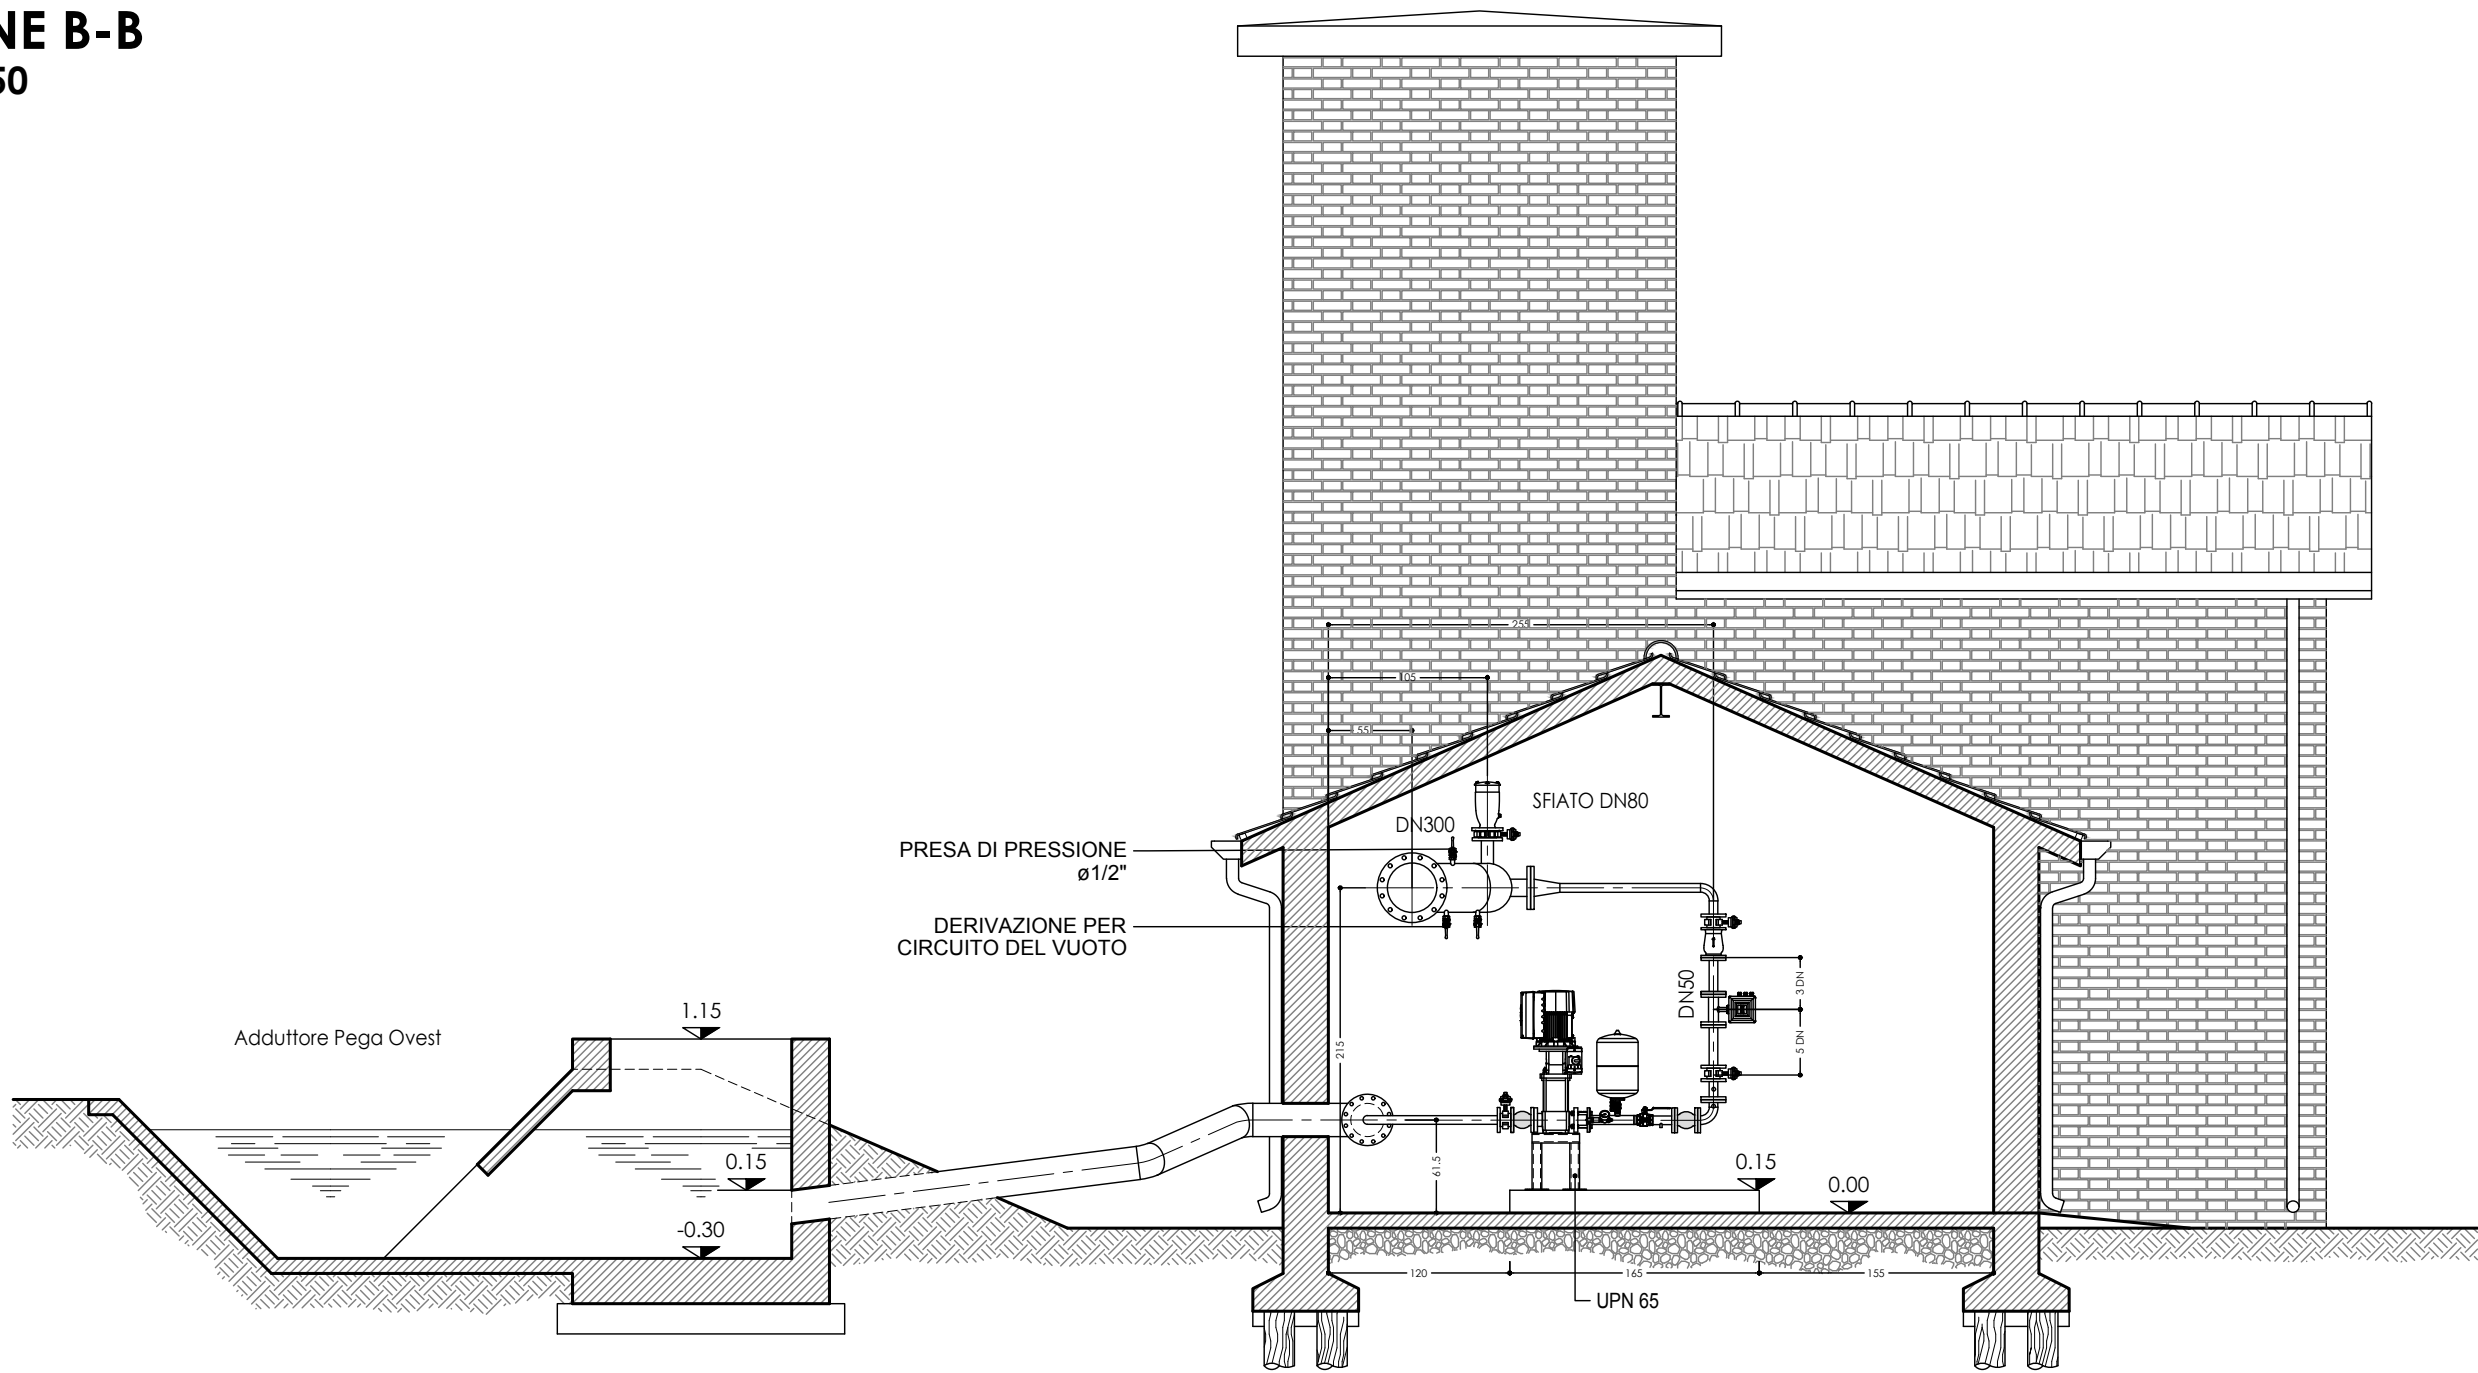 NE B-B
50
255
105
55
SFIATO DN80
DN300
PRESA DI PRESSIONE
ø1/2"
DERIVAZIONE PER
CIRCUITO DEL VUOTO
DN50
3 DN
5 DN
215
61.5
Adduttore Pega Ovest
1.15
0.15
-0.30
0.15
0.00
120
165
155
UPN 65